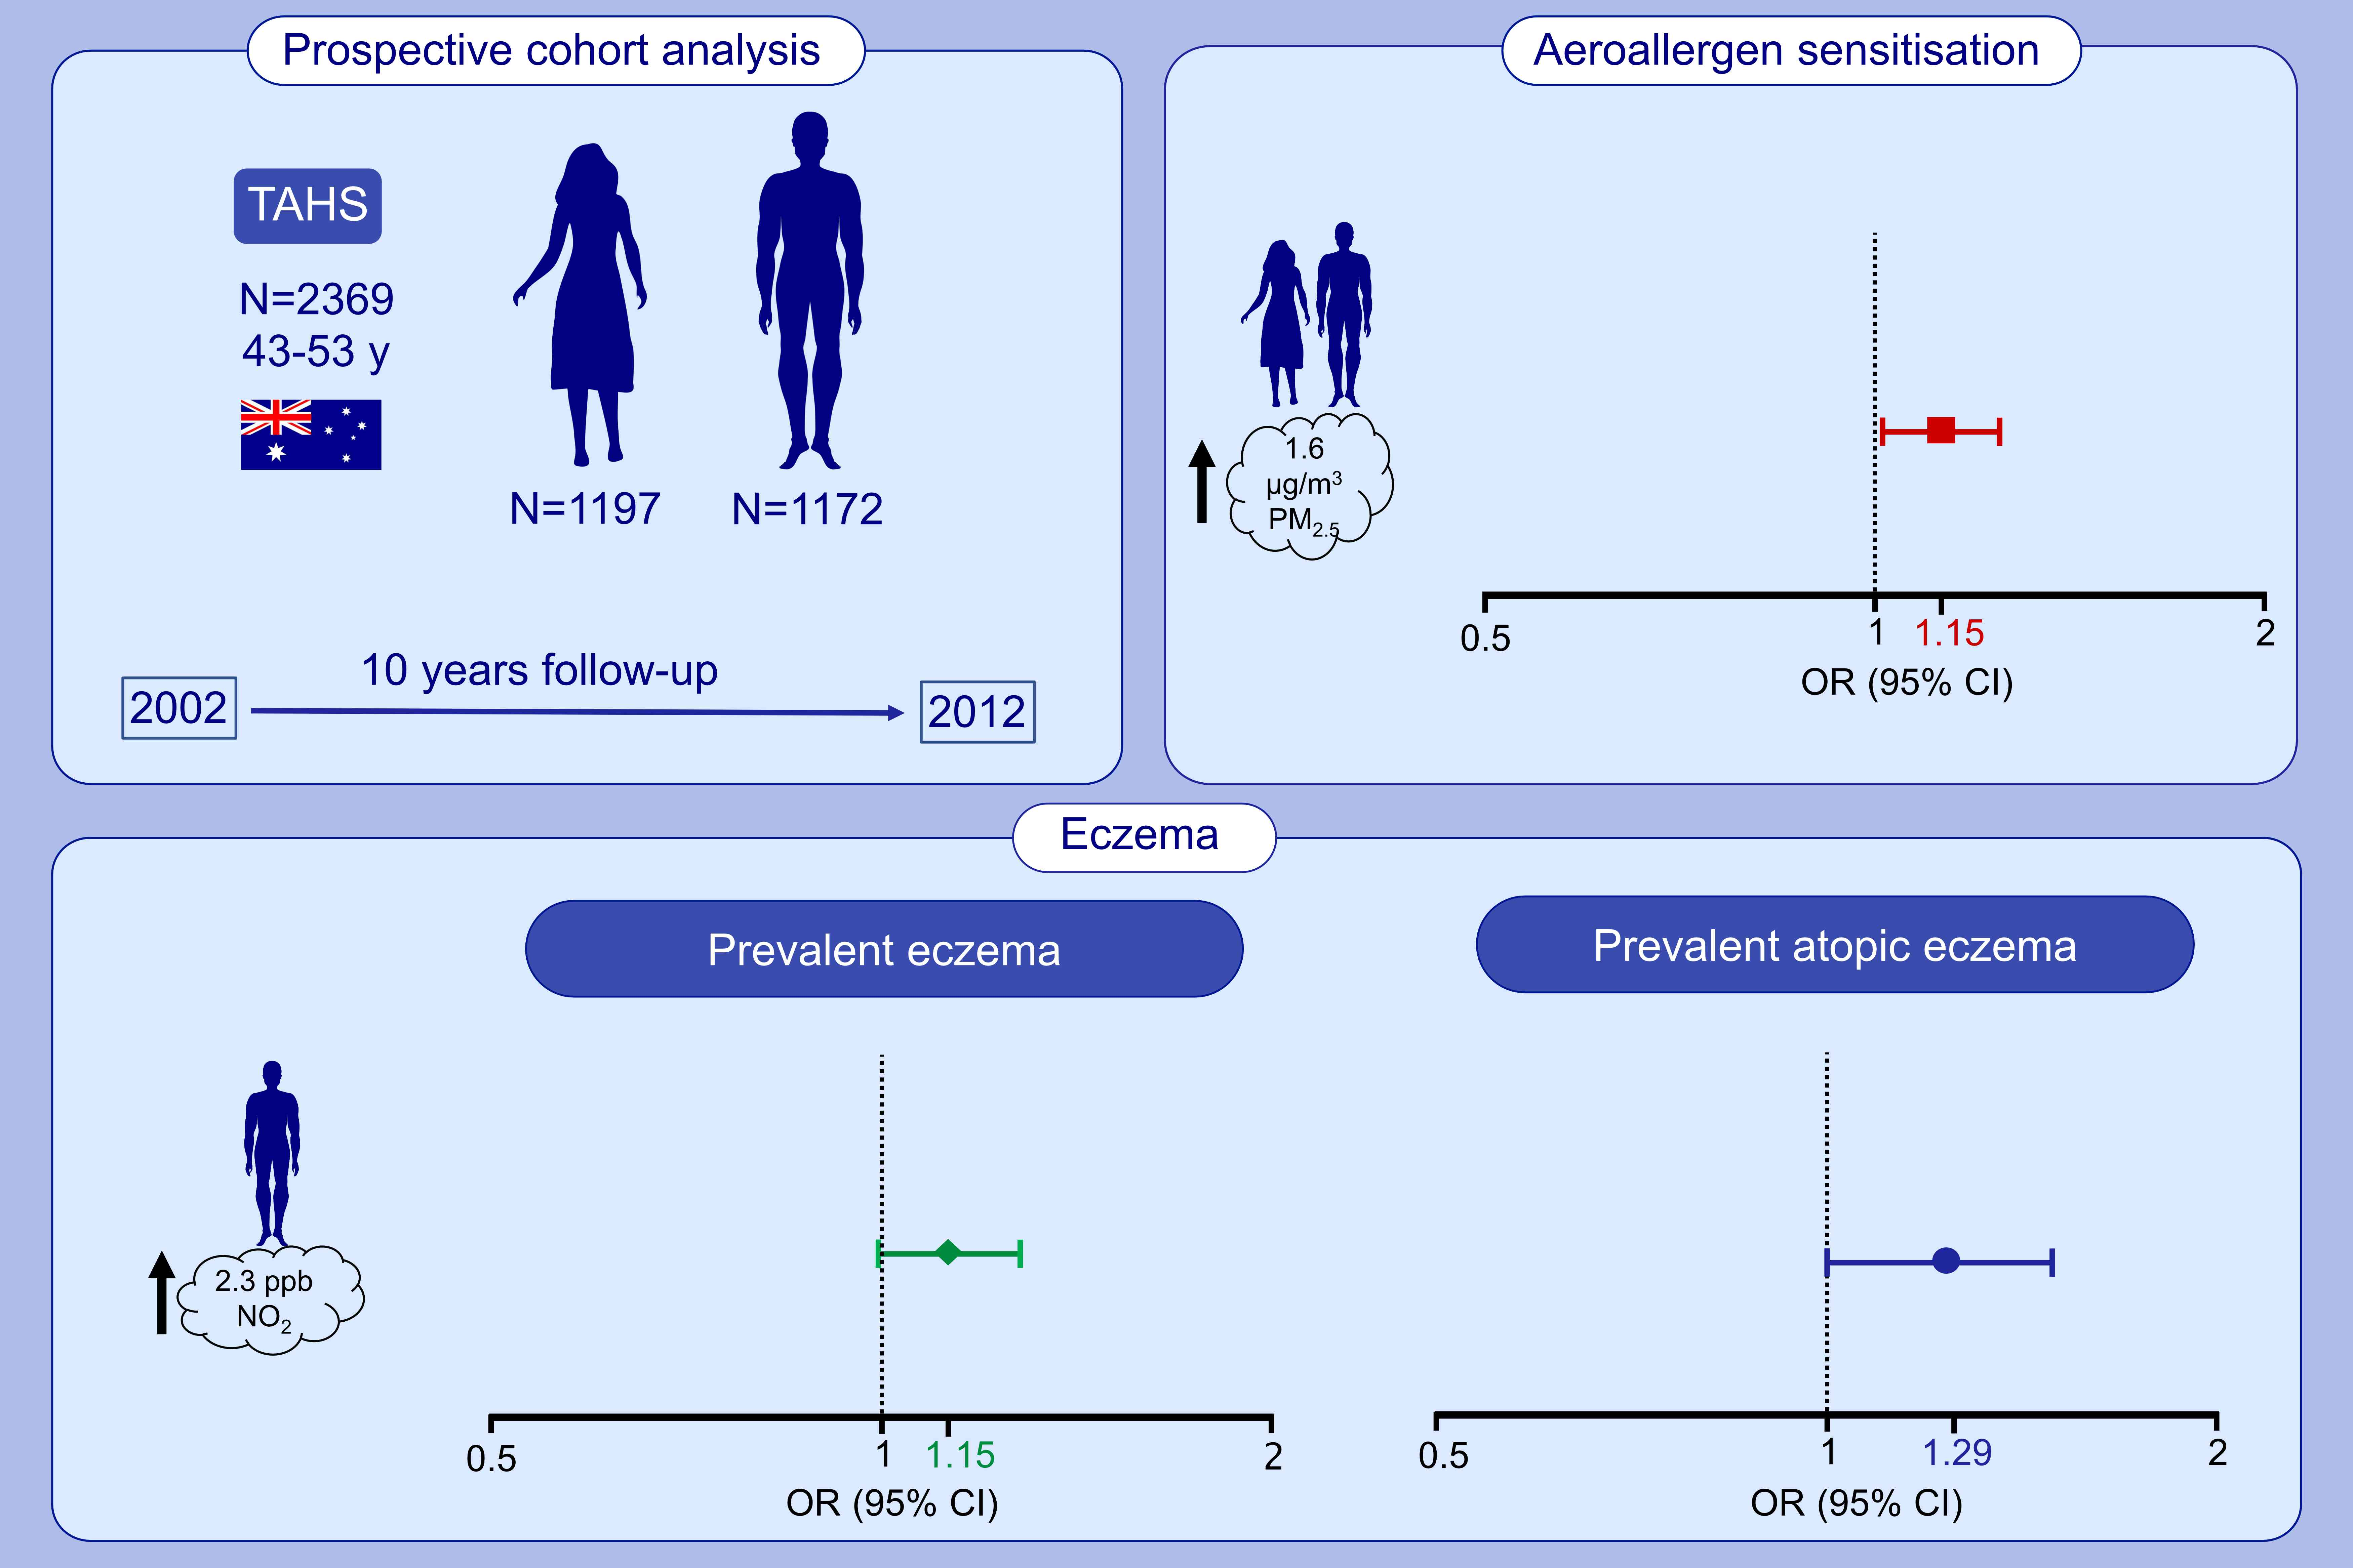 Prospective cohort analysis
TAHS
N=2369
43-53 y
N=1197
N=1172
10 years follow-up
2002
2012
Aeroallergen sensitisation
1.6
µg/m³
PM₂.₅
0.5
1
1.15
2
OR (95% CI)
Eczema
Prevalent eczema
Prevalent atopic eczema
2.3 ppb
NO₂
0.5
1
1.15
2
OR (95% CI)
0.5
1
1.29
2
OR (95% CI)